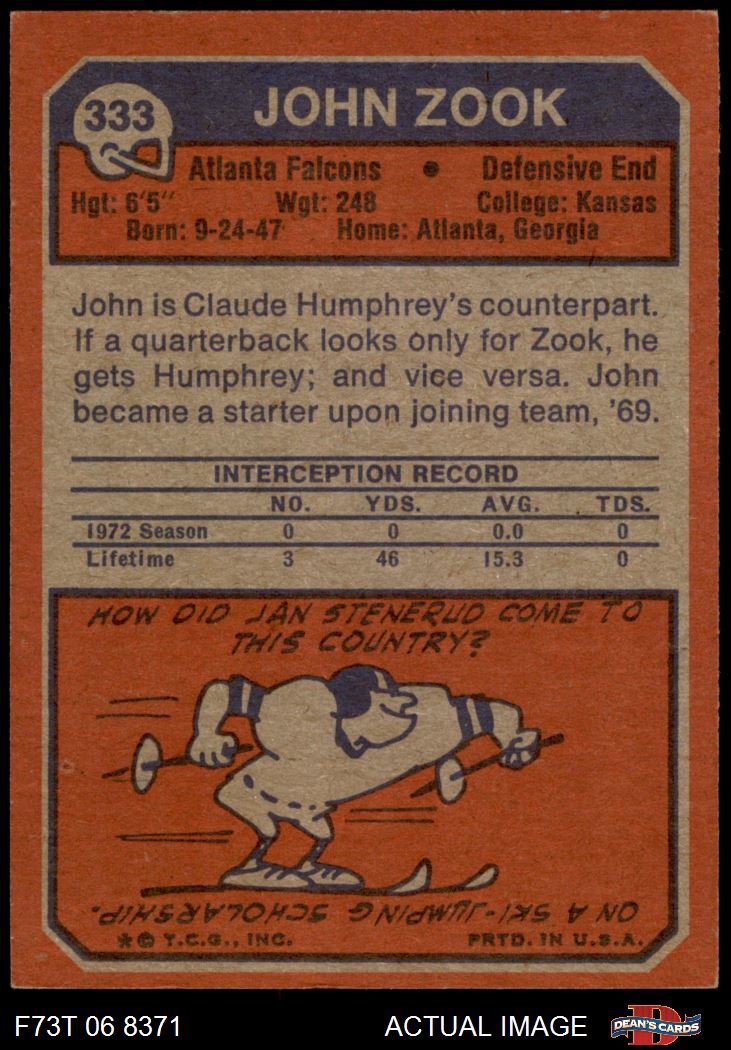 333
JOHN ZOOK
Atlanta Falcons • Defensive End
Hgt: 6'5" Wgt: 248 College: Kansas
Born: 9-24-47 Home: Atlanta, Georgia
John is Claude Humphrey's counterpart.
If a quarterback looks only for Zook, he
gets Humphrey; and vice versa. John
became a starter upon joining team, '69.
INTERCEPTION RECORD
NO. YDS. AVG. TDS.
1972 Season 0 0 0.0 0
Lifetime 3 46 15.3 0
HOW DID JAN STENERUD COME TO
THIS COUNTRY?
ON A SKI-JUMPING SCHOLARSHIP.
* © T.C.G., INC. PRTD. IN U.S.A.
F73T 06 8371 ACTUAL IMAGE DEAN'S CARDS